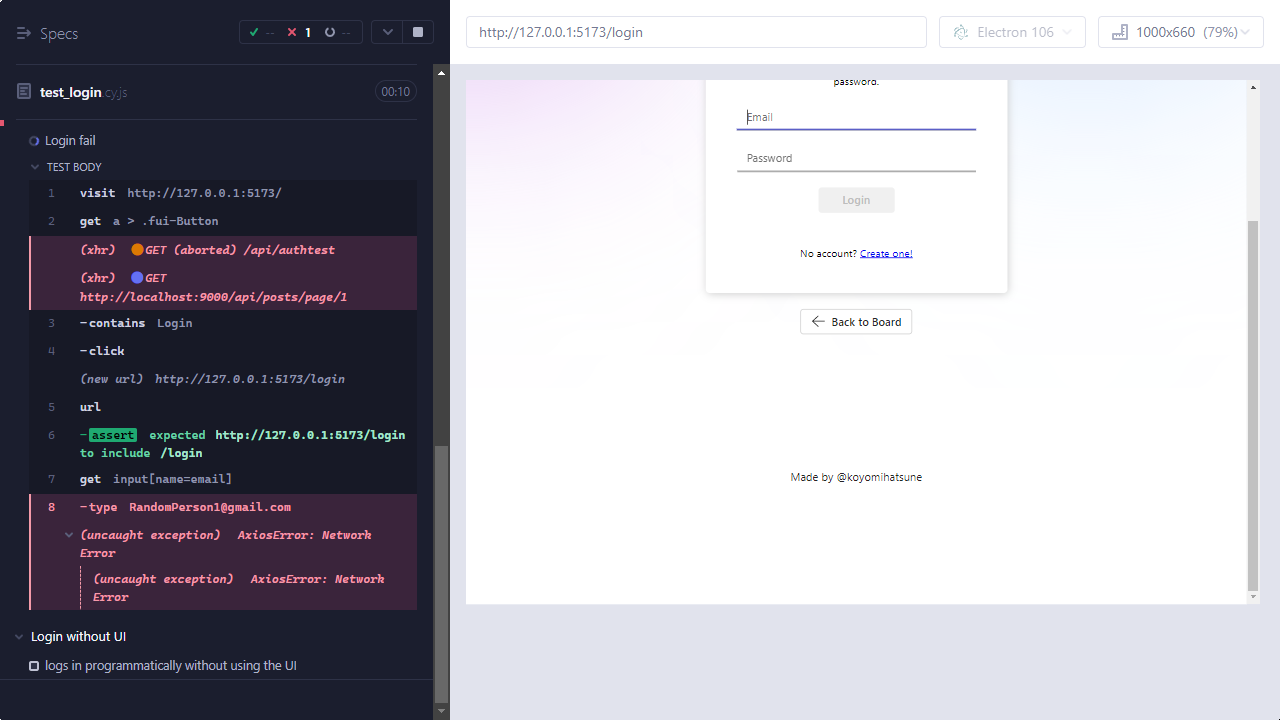 Specs
--
1
--
http://127.0.0.1:5173/login
Electron 106
1000x660 (79%)
test_login.cy.js
00:10
Login fail
TEST BODY
1 visit http://127.0.0.1:5173/
2 get a > .fui-Button
(xhr) GET (aborted) /api/authtest
(xhr) GET
http://localhost:9000/api/posts/page/1
3 -contains Login
4 -click
(new url) http://127.0.0.1:5173/login
5 url
6 -assert expected http://127.0.0.1:5173/login
to include /login
7 get input[name=email]
8 -type RandomPerson1@gmail.com
(uncaught exception) AxiosError: Network
Error
(uncaught exception) AxiosError: Network
Error
Login without UI
logs in programmatically without using the UI
password.
Email
Password
Login
No account? Create one!
Back to Board
Made by @koyomihatsune